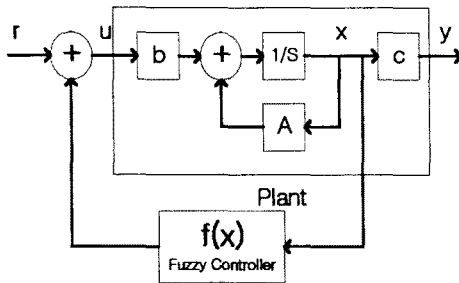 r
+
u
b
+
1/S
x
c
y
A
Plant
f(x)
Fuzzy Controller